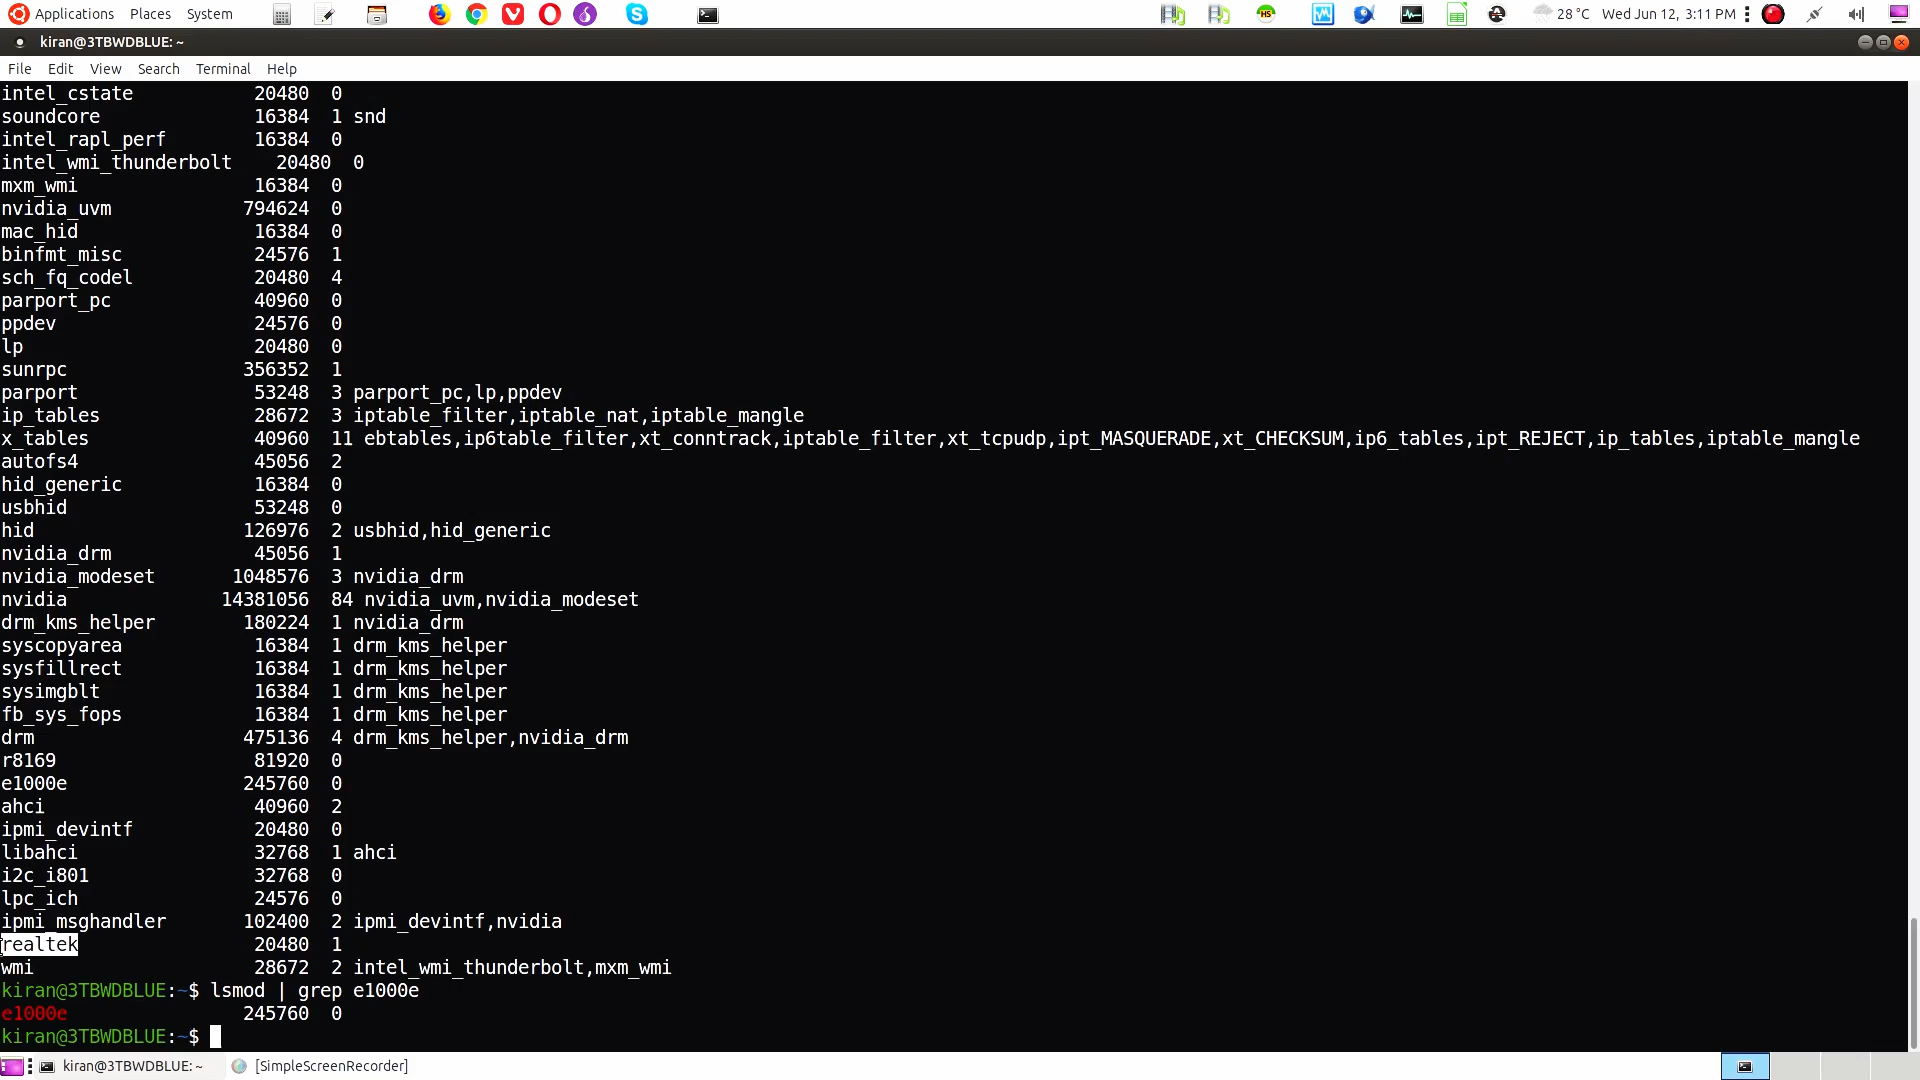 Applications Places System 28 °C Wed Jun 12, 3:11 PM
kiran@3TBWDBLUE: ~
File Edit View Search Terminal Help
intel_cstate 20480 0
soundcore 16384 1 snd
intel_rapl_perf 16384 0
intel_wmi_thunderbolt 20480 0
mxm_wmi 16384 0
nvidia_uvm 794624 0
mac_hid 16384 0
binfmt_misc 24576 1
sch_fq_codel 20480 4
parport_pc 40960 0
ppdev 24576 0
lp 20480 0
sunrpc 356352 1
parport 53248 3 parport_pc,lp,ppdev
ip_tables 28672 3 iptable_filter,iptable_nat,iptable_mangle
x_tables 40960 11 ebtables,ip6table_filter,xt_conntrack,iptable_filter,xt_tcpudp,ipt_MASQUERADE,xt_CHECKSUM,ip6_tables,ipt_REJECT,ip_tables,iptable_mangle
autofs4 45056 2
hid_generic 16384 0
usbhid 53248 0
hid 126976 2 usbhid,hid_generic
nvidia_drm 45056 1
nvidia_modeset 1048576 3 nvidia_drm
nvidia 14381056 84 nvidia_uvm,nvidia_modeset
drm_kms_helper 180224 1 nvidia_drm
syscopyarea 16384 1 drm_kms_helper
sysfillrect 16384 1 drm_kms_helper
sysimgblt 16384 1 drm_kms_helper
fb_sys_fops 16384 1 drm_kms_helper
drm 475136 4 drm_kms_helper,nvidia_drm
r8169 81920 0
e1000e 245760 0
ahci 40960 2
ipmi_devintf 20480 0
libahci 32768 1 ahci
i2c_i801 32768 0
lpc_ich 24576 0
ipmi_msghandler 102400 2 ipmi_devintf,nvidia
realtek 20480 1
wmi 28672 2 intel_wmi_thunderbolt,mxm_wmi
kiran@3TBWDBLUE:~$ lsmod | grep e1000e
e1000e 245760 0
kiran@3TBWDBLUE:~$
kiran@3TBWDBLUE: ~ [SimpleScreenRecorder]